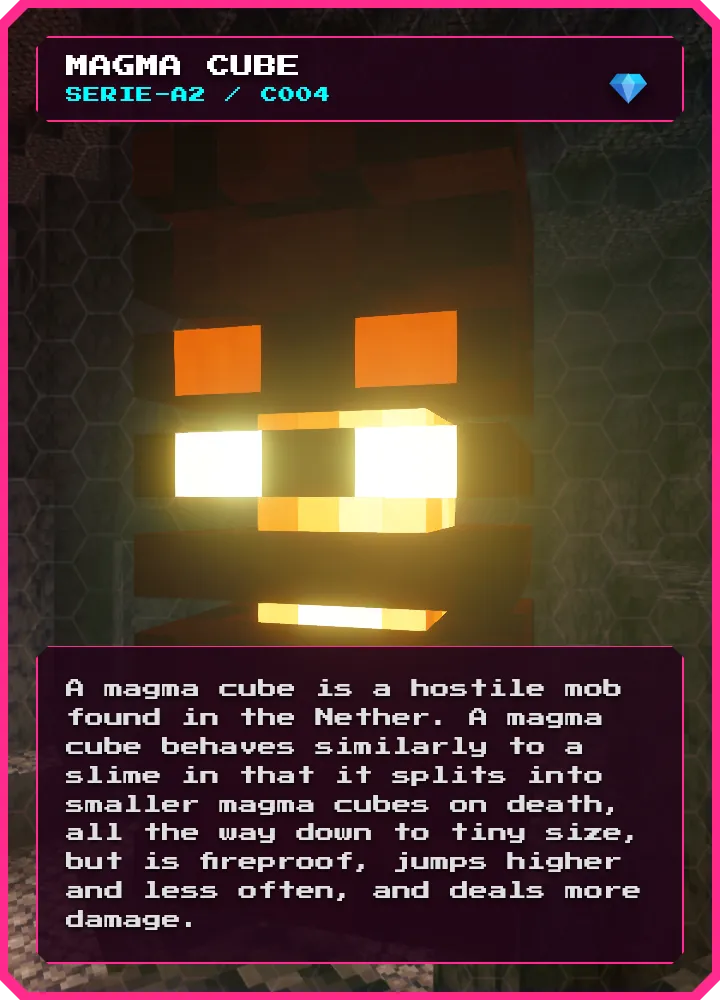 MAGMA CUBE
SERIE-A2 / C004
A magma cube is a hostile mob
found in the Nether. A magma
cube behaves similarly to a
slime in that it splits into
smaller magma cubes on death,
all the way down to tiny size,
but is fireproof, jumps higher
and less often, and deals more
damage.